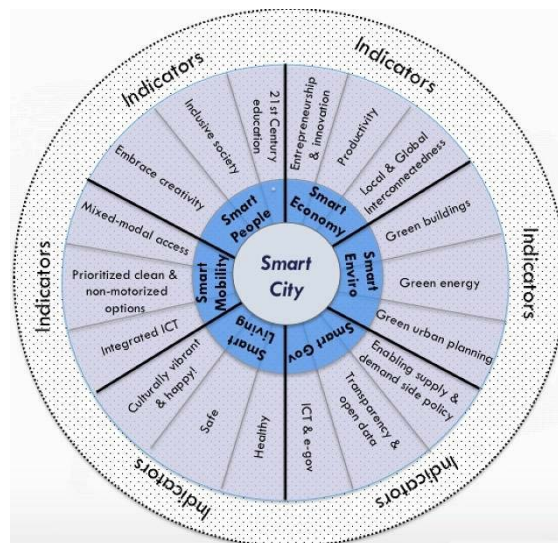 Smart
City
Smart
Economy
Entrepreneurship
& innovation
Productivity
Local & Global
Interconnectedness
Indicators
Smart
Enviro
Green buildings
Green energy
Green urban planning
Indicators
Smart Gov
Enabling supply &
demand side policy
Transparency &
open data
ICT & e-gov
Indicators
Smart
Living
Healthy
Safe
Culturally vibrant
& happy!
Indicators
Smart
Mobility
Integrated ICT
Prioritized clean &
non-motorized
options
Mixed-modal access
Indicators
Smart
People
Embrace creativity
Inclusive society
21st Century
education
Indicators